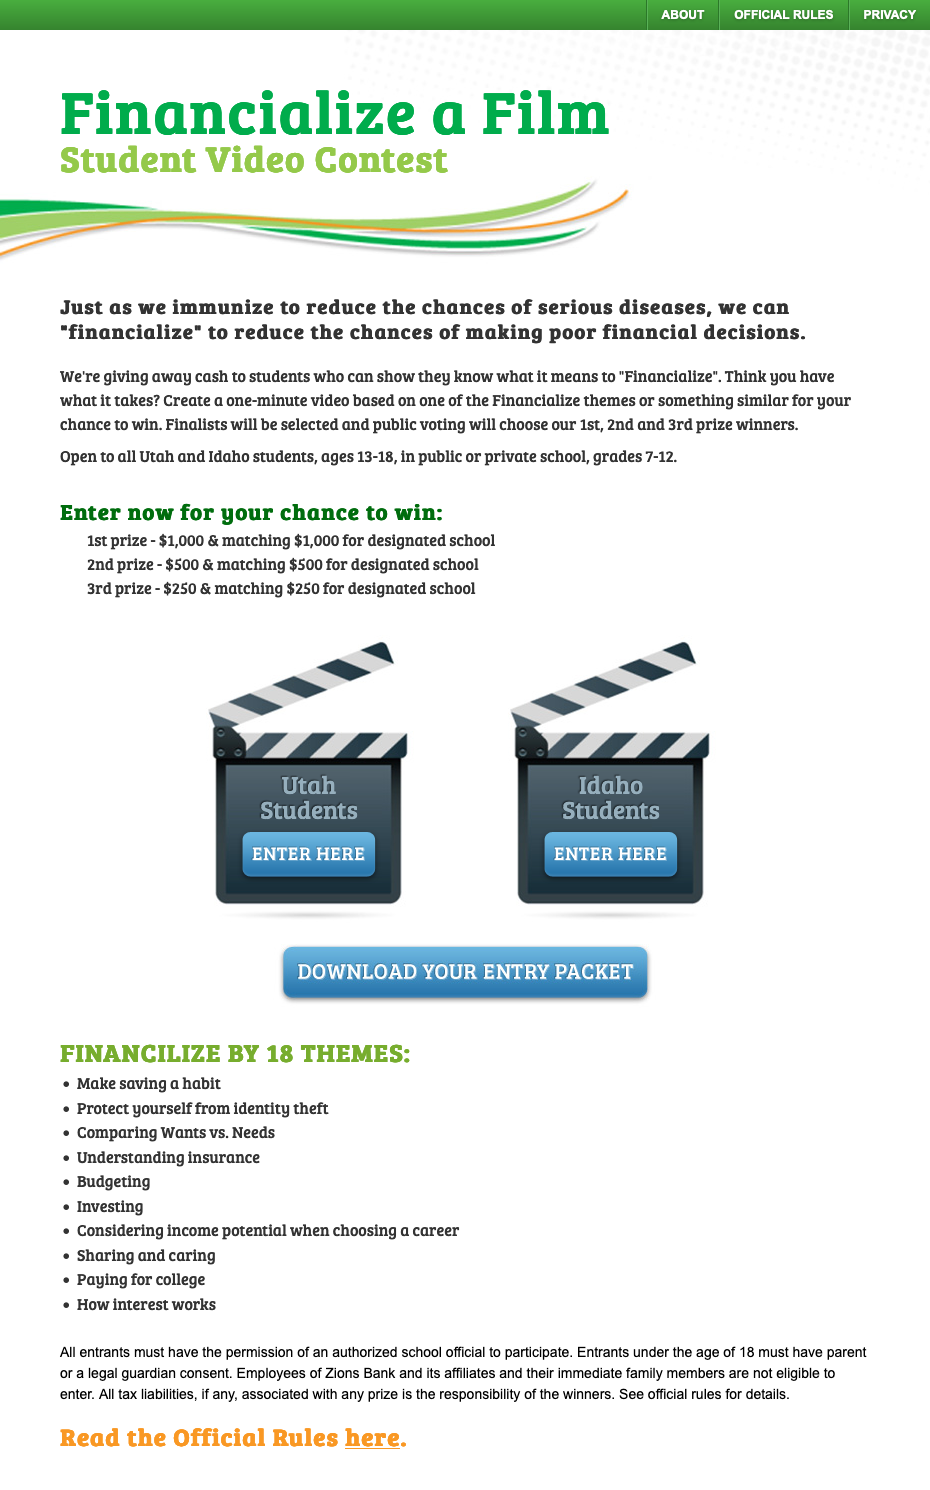 ABOUT OFFICIAL RULES PRIVACY
Financialize a Film
Student Video Contest
Just as we immunize to reduce the chances of serious diseases, we can
"financialize" to reduce the chances of making poor financial decisions.
We're giving away cash to students who can show they know what it means to "Financialize". Think you have
what it takes? Create a one-minute video based on one of the Financialize themes or something similar for your
chance to win. Finalists will be selected and public voting will choose our 1st, 2nd and 3rd prize winners.
Open to all Utah and Idaho students, ages 13-18, in public or private school, grades 7-12.
Enter now for your chance to win:
1st prize - $1,000 & matching $1,000 for designated school
2nd prize - $500 & matching $500 for designated school
3rd prize - $250 & matching $250 for designated school
Utah
Students
ENTER HERE
Idaho
Students
ENTER HERE
DOWNLOAD YOUR ENTRY PACKET
FINANCILIZE BY 18 THEMES:
• Make saving a habit
• Protect yourself from identity theft
• Comparing Wants vs. Needs
• Understanding insurance
• Budgeting
• Investing
• Considering income potential when choosing a career
• Sharing and caring
• Paying for college
• How interest works
All entrants must have the permission of an authorized school official to participate. Entrants under the age of 18 must have parent
or a legal guardian consent. Employees of Zions Bank and its affiliates and their immediate family members are not eligible to
enter. All tax liabilities, if any, associated with any prize is the responsibility of the winners. See official rules for details.
Read the Official Rules here.